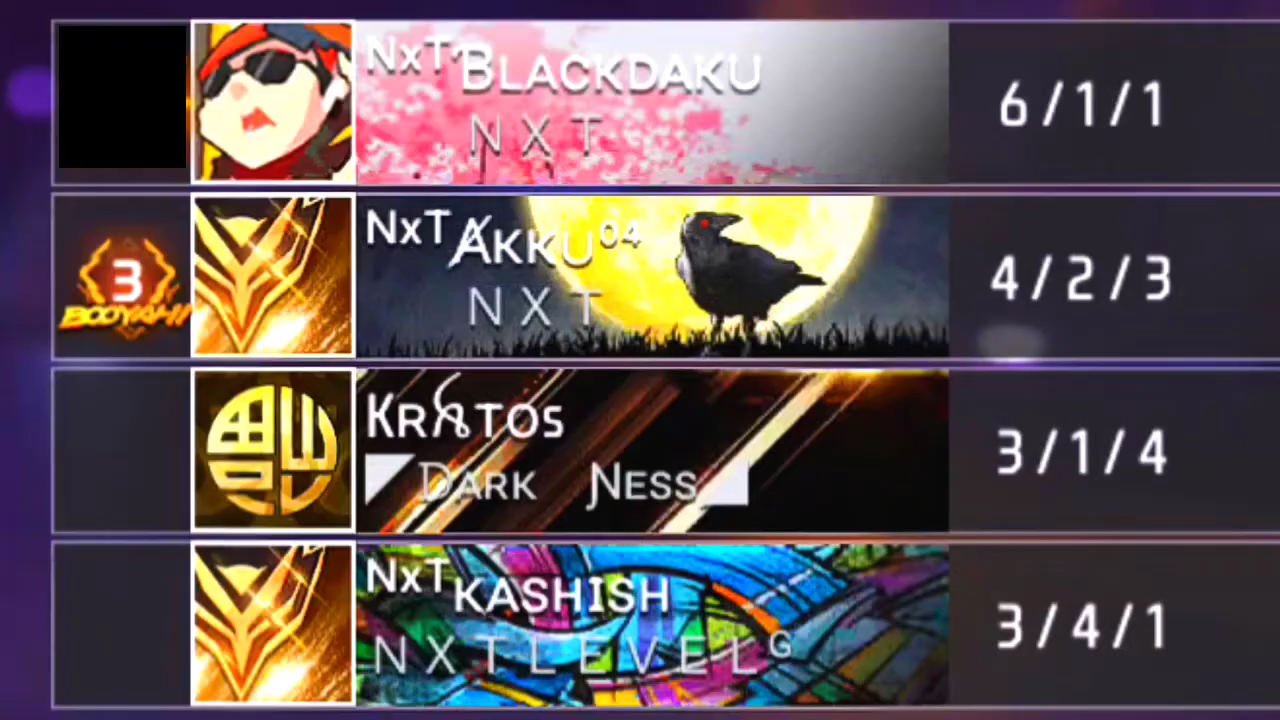 NxT BLACKDAKU
NXT
6/1/1
3
BOOYAH!
NxT AKKU04
NXT
4/2/3
KRATOS
DARK NESS
3/1/4
NxT KASHISH
NXTLEVELG
3/4/1